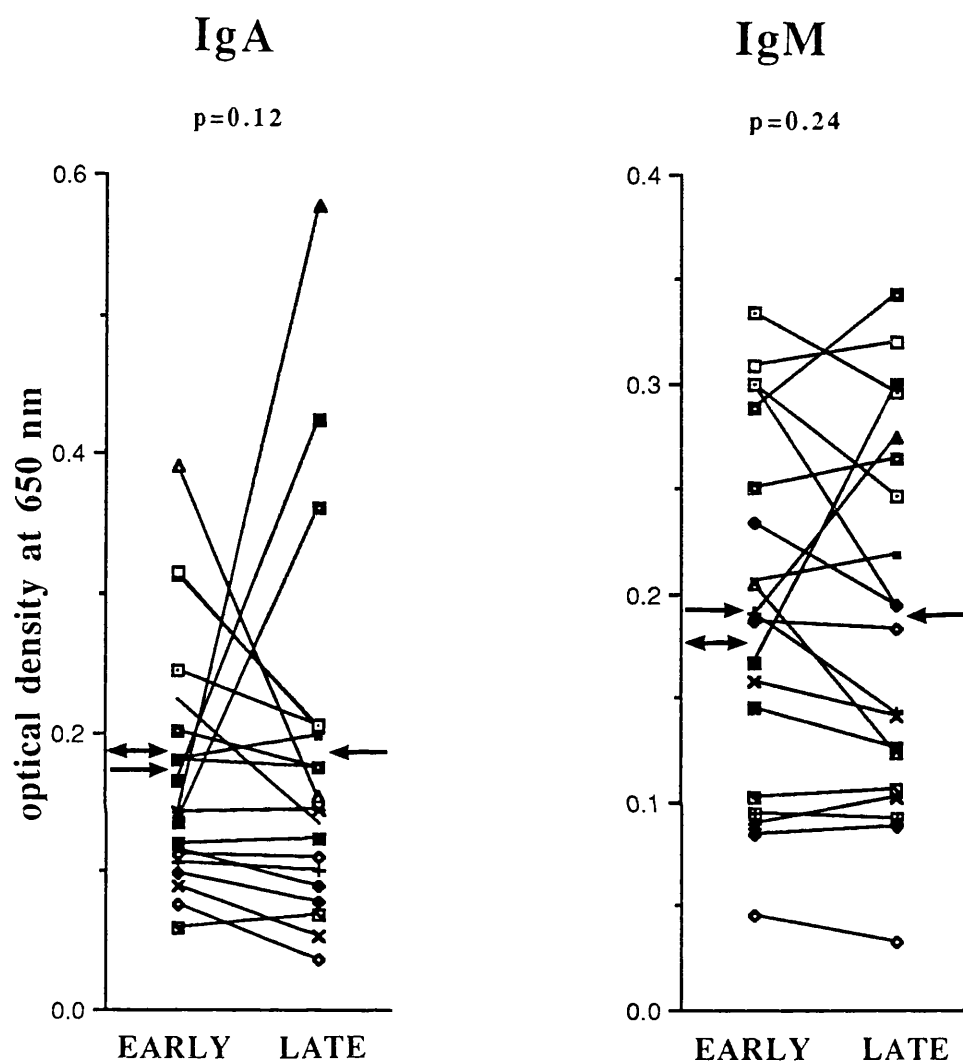 IgA
p=0.12
optical density at 650 nm
0.6
0.4
0.2
0.0
EARLY LATE
IgM
p=0.24
0.4
0.3
0.2
0.1
0.0
EARLY LATE